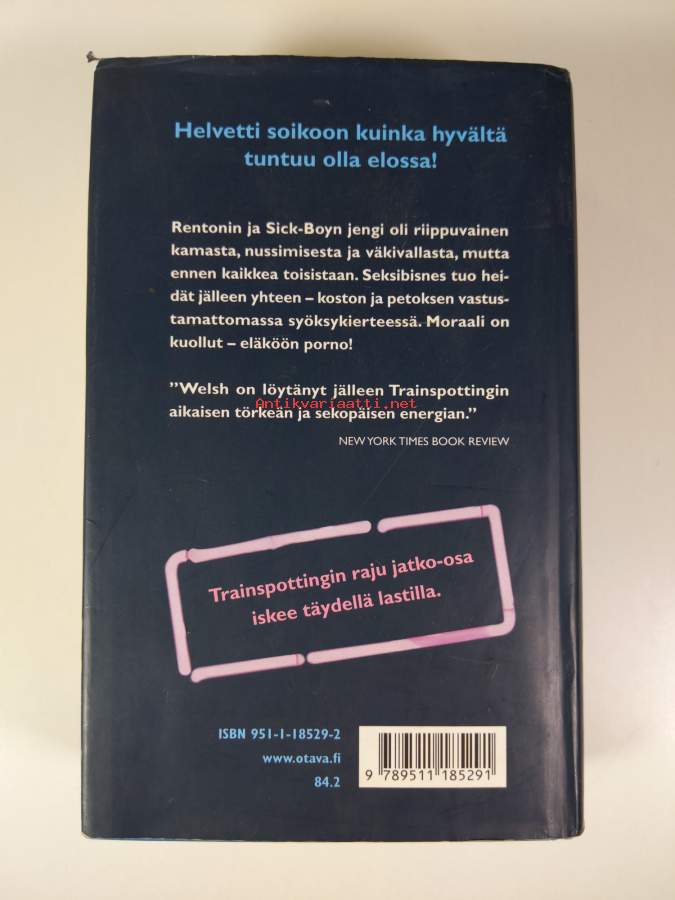 Helvetti soikoon kuinka hyvältä
tuntuu olla elossa!
Rentonin ja Sick-Boyn jengi oli riippuvainen
kamasta, nussimisesta ja väkivallasta, mutta
ennen kaikkea toisistaan. Seksibisnes tuo hei-
dät jälleen yhteen – koston ja petoksen vastus-
tamattomassa syöksykierteessä. Moraali on
kuollut – eläköön porno!
”Welsh on löytänyt jälleen Trainspottingin
Antikvariaatti.net
aikaisen törkeän ja sekopäisen energian.”
NEW YORK TIMES BOOK REVIEW
Trainspottingin raju jatko-osa
iskee täydellä lastilla.
ISBN 951-1-18529-2
www.otava.fi
84.2
9 789511 185291